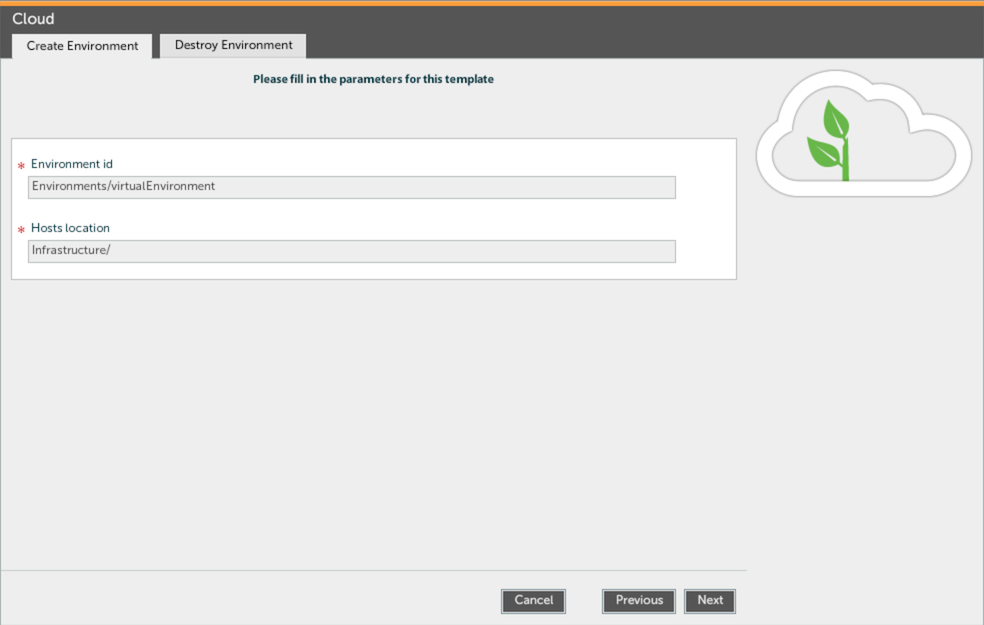 Cloud
Create Environment
Destroy Environment
Please fill in the parameters for this template
* Environment id
Environments/virtualEnvironment
* Hosts location
Infrastructure/
Cancel
Previous
Next